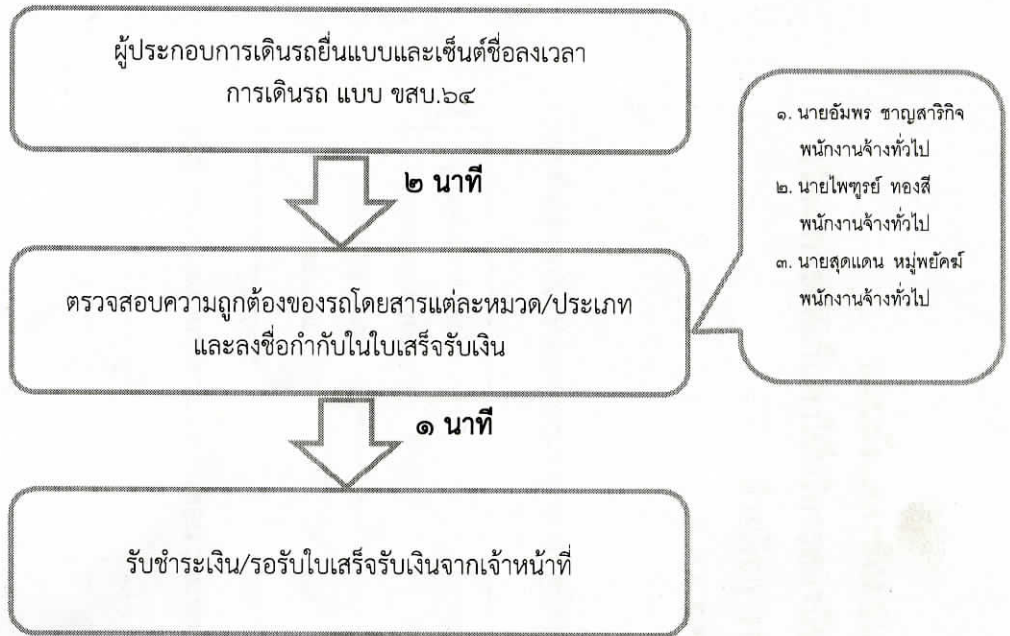 ผู้ประกอบการเดินรถยื่นแบบและเซ็นต์ชื่อลงเวลา
การเดินรถ แบบ ขสบ.๖๔
๒ นาที
ตรวจสอบความถูกต้องของรถโดยสารแต่ละหมวด/ประเภท
และลงชื่อกำกับในใบเสร็จรับเงิน
๑. นายอัมพร ชาญสาริกิจ
พนักงานจ้างทั่วไป
๒. นายไพฑูรย์ ทองสี
พนักงานจ้างทั่วไป
๓. นายสุดแดน หมู่พยัคฆ์
พนักงานจ้างทั่วไป
๑ นาที
รับชำระเงิน/รอรับใบเสร็จรับเงินจากเจ้าหน้าที่